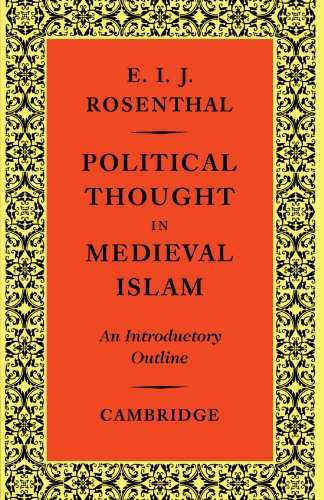 E. I. J.
ROSENTHAL
POLITICAL
THOUGHT
IN
MEDIEVAL
ISLAM
An Introductory
Outline
CAMBRIDGE